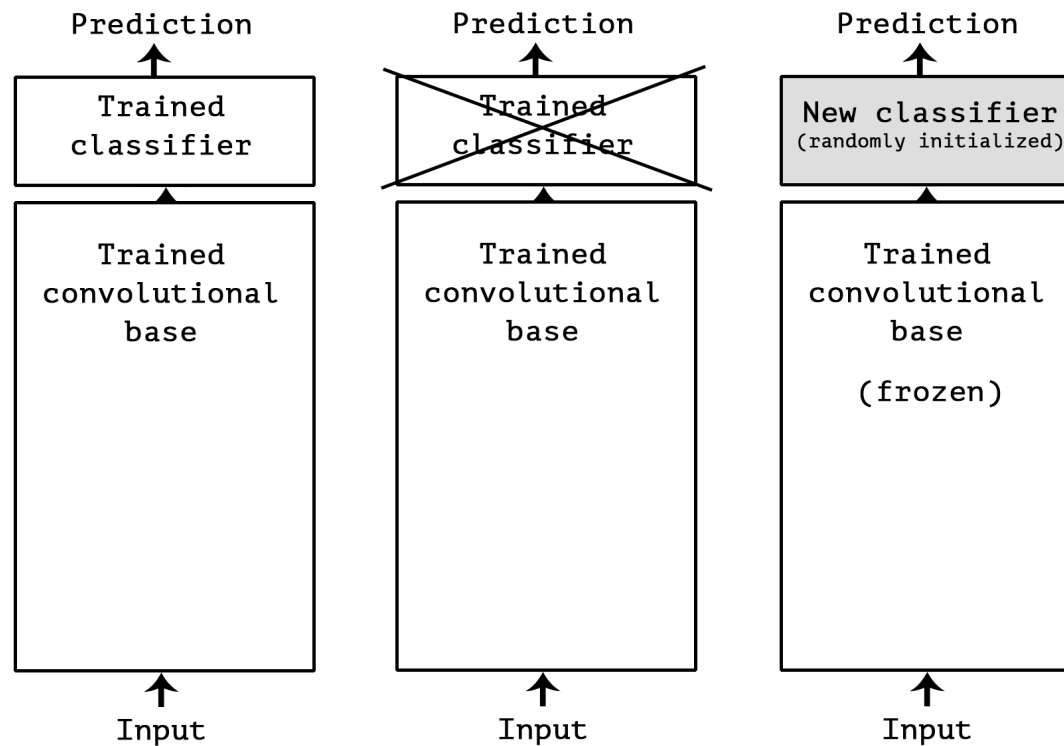 Prediction
Trained
classifier
Trained
convolutional
base
Input
Prediction
Trained
classifier
Trained
convolutional
base
Input
Prediction
New classifier
(randomly initialized)
Trained
convolutional
base
(frozen)
Input